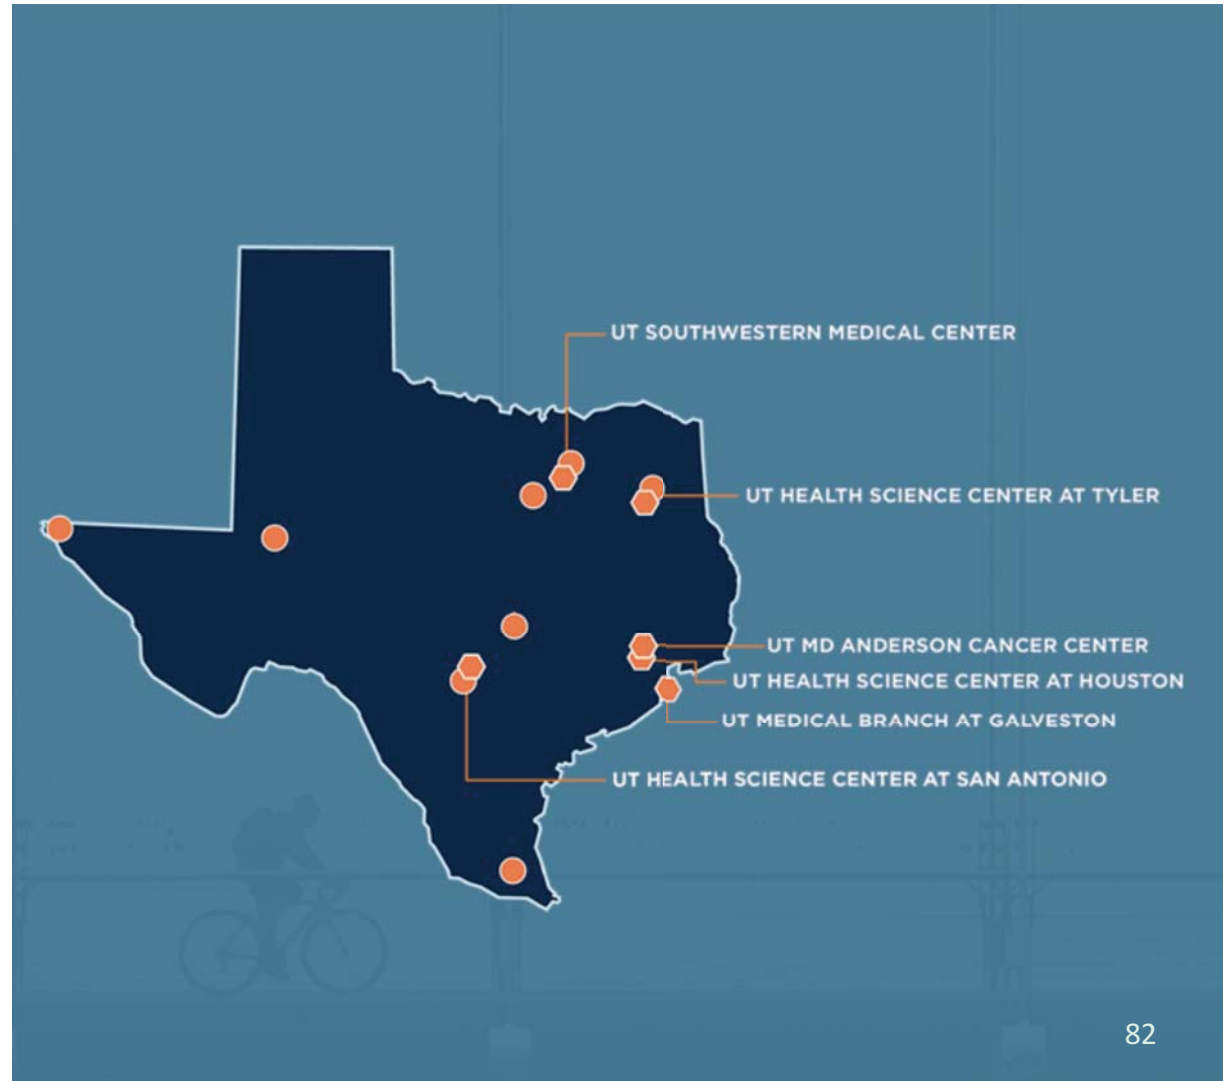 UT SOUTHWESTERN MEDICAL CENTER
UT HEALTH SCIENCE CENTER AT TYLER
UT MD ANDERSON CANCER CENTER
UT HEALTH SCIENCE CENTER AT HOUSTON
UT MEDICAL BRANCH AT GALVESTON
UT HEALTH SCIENCE CENTER AT SAN ANTONIO
82